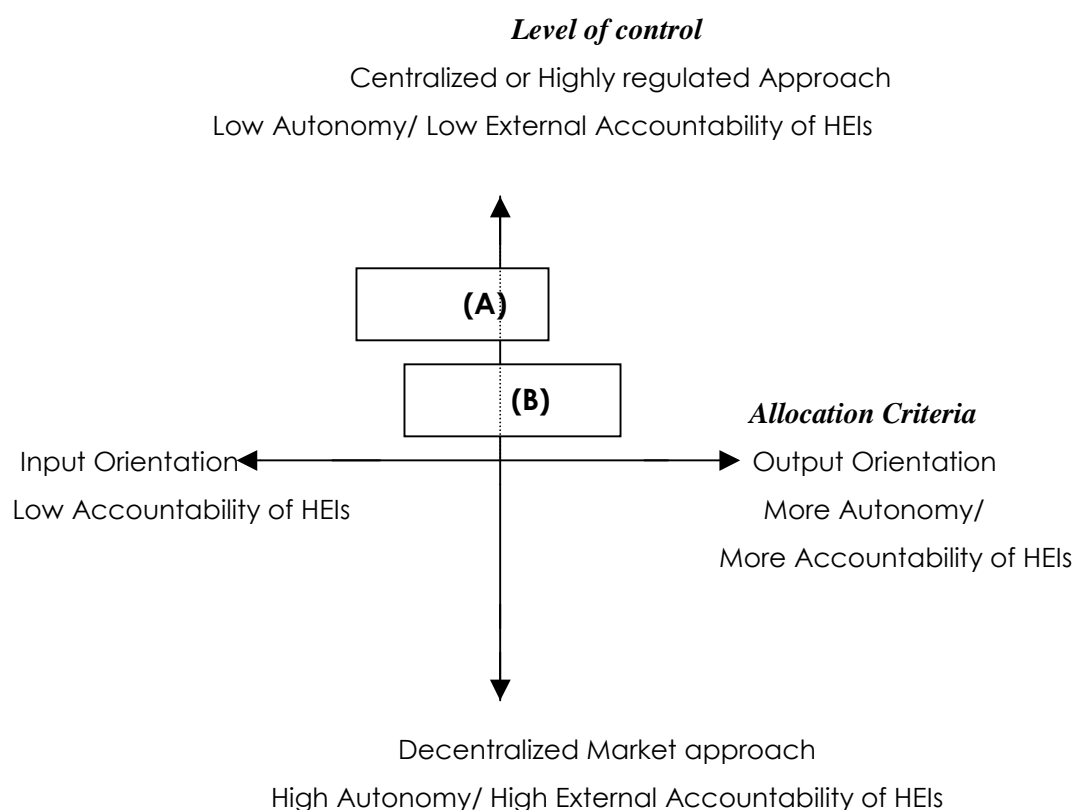 Level of control
Centralized or Highly regulated Approach
Low Autonomy/ Low External Accountability of HEIs
(A)
(B)
Allocation Criteria
Input Orientation
Output Orientation
Low Accountability of HEIs
More Autonomy/
More Accountability of HEIs
Decentralized Market approach
High Autonomy/ High External Accountability of HEIs